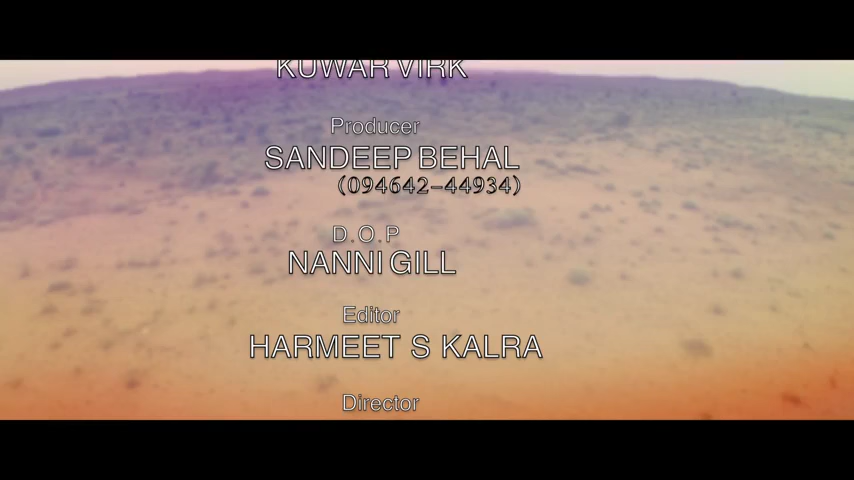 KUWAR VIRK
Producer
SANDEEP BEHAL
(094642-44934)
D.O.P
NANNI GILL
Editor
HARMEET S KALRA
Director